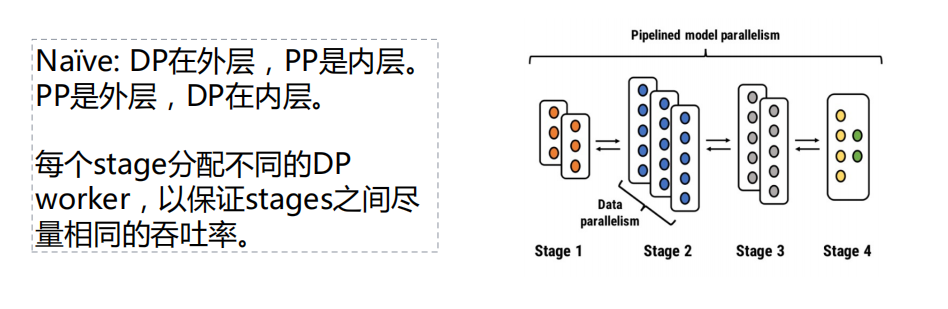 Naïve: DP在外层，PP是内层。
PP是外层，DP在内层。
每个stage分配不同的DP
worker，以保证stages之间尽
量相同的吞吐率。
Pipelined model parallelism
Data
parallelism
Stage 1
Stage 2
Stage 3
Stage 4